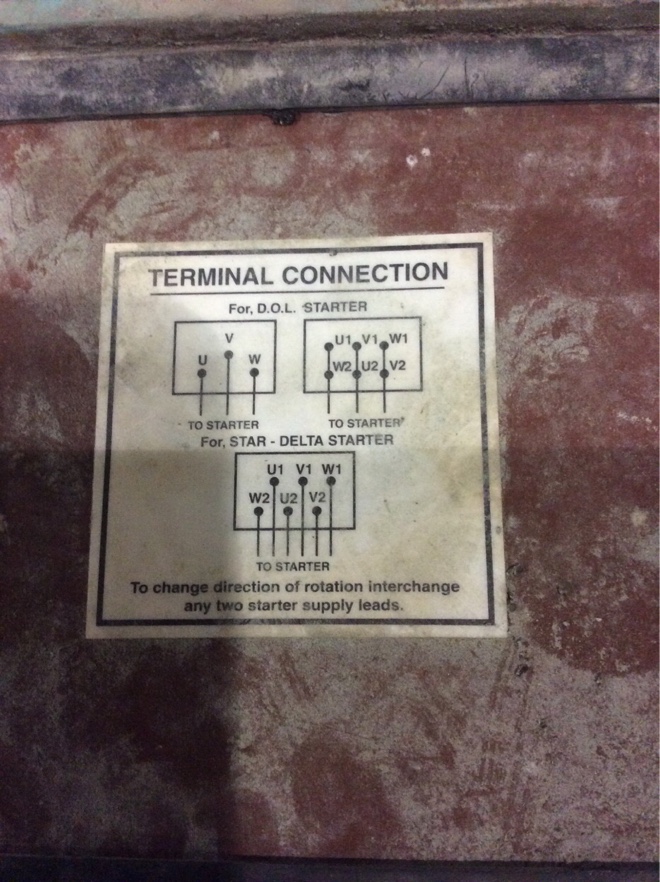 TERMINAL CONNECTION
For, D.O.L. STARTER
V
U W
U1 V1 W1
W2 U2 V2
TO STARTER TO STARTER
For, STAR - DELTA STARTER
U1 V1 W1
W2 U2 V2
TO STARTER
To change direction of rotation interchange
any two starter supply leads.